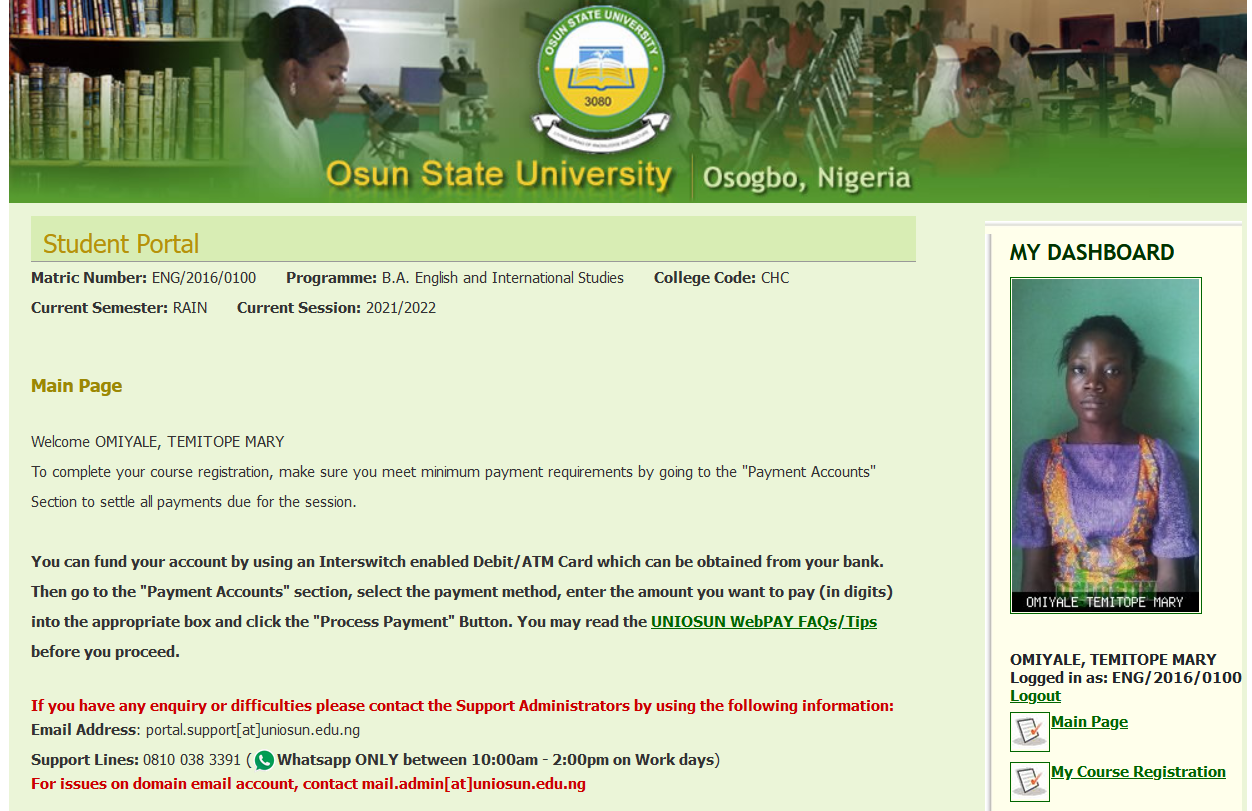 OSUN STATE UNIVERSITY
3080
Osun State University | Osogbo, Nigeria
Student Portal
Matric Number: ENG/2016/0100 Programme: B.A. English and International Studies College Code: CHC
Current Semester: RAIN Current Session: 2021/2022
Main Page
Welcome OMIYALE, TEMITOPE MARY
To complete your course registration, make sure you meet minimum payment requirements by going to the "Payment Accounts"
Section to settle all payments due for the session.
You can fund your account by using an Interswitch enabled Debit/ATM Card which can be obtained from your bank.
Then go to the "Payment Accounts" section, select the payment method, enter the amount you want to pay (in digits)
into the appropriate box and click the "Process Payment" Button. You may read the UNIOSUN WebPAY FAQs/Tips
before you proceed.
If you have any enquiry or difficulties please contact the Support Administrators by using the following information:
Email Address: portal.support[at]uniosun.edu.ng
Support Lines: 0810 038 3391 ( Whatsapp ONLY between 10:00am - 2:00pm on Work days)
For issues on domain email account, contact mail.admin[at]uniosun.edu.ng
MY DASHBOARD
OMIYALE TEMITOPE MARY
OMIYALE, TEMITOPE MARY
Logged in as: ENG/2016/0100
Logout
Main Page
My Course Registration